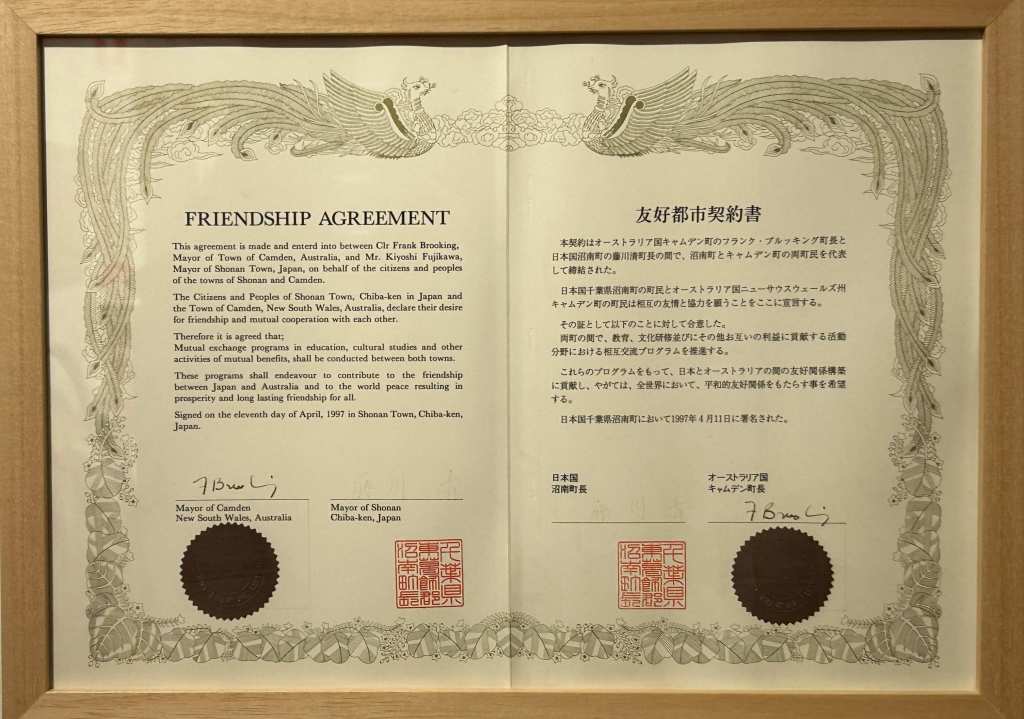 FRIENDSHIP AGREEMENT
This agreement is made and enterd into between Clr Frank Brooking,
Mayor of Town of Camden, Australia, and Mr. Kiyoshi Fujikawa,
Mayor of Shonan Town, Japan, on behalf of the citizens and peoples
of the towns of Shonan and Camden.
The Citizens and Peoples of Shonan Town, Chiba-ken in Japan and
the Town of Camden, New South Wales, Australia, declare their desire
for friendship and mutual cooperation with each other.
Therefore it is agreed that;
Mutual exchange programs in education, cultural studies and other
activities of mutual benefits, shall be conducted between both towns.
These programs shall endeavour to contribute to the friendship
between Japan and Australia and to the world peace resulting in
prosperity and long lasting friendship for all.
Signed on the eleventh day of April, 1997 in Shonan Town, Chiba-ken,
Japan.
Mayor of Camden
New South Wales, Australia
Mayor of Shonan
Chiba-ken, Japan
千葉県
東葛飾郡
沼南町長
友好都市契約書
本契約はオーストラリア国キャムデン町のフランク・ブルッキング町長と
日本国沼南町の藤川清町長の間で、沼南町とキャムデン町の両町民を代表
して締結された。
日本国千葉県沼南町の町民とオーストラリア国ニューサウスウェールズ州
キャムデン町の町民は相互の友情と協力を願うことをここに宣言する。
その証として以下のことに対して合意した。
両町の間で、教育、文化研修並びにその他お互いの利益に貢献する活動
分野における相互交流プログラムを推進する。
これらのプログラムをもって、日本とオーストラリアの間の友好関係構築
に貢献し、やがては、全世界において、平和的友好関係をもたらす事を希望
する。
日本国千葉県沼南町において1997年4月11日に署名された。
日本国
沼南町長
オーストラリア国
キャムデン町長
F Brooking
千葉県
東葛飾郡
沼南町長